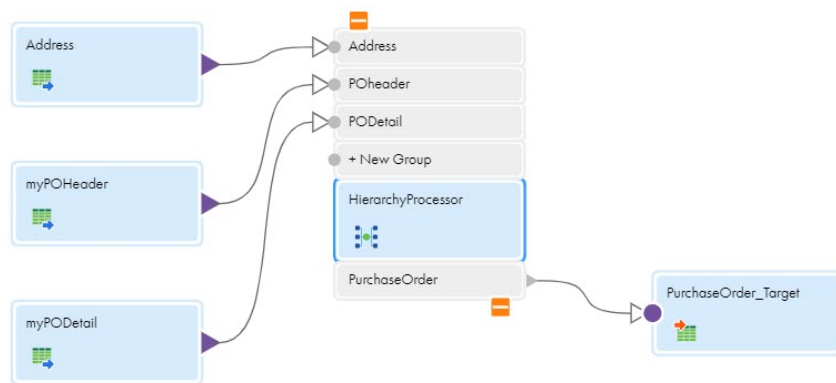 Address
myPOHeader
myPODetail
Address
POheader
PODetail
+ New Group
HierarchyProcessor
PurchaseOrder
PurchaseOrder_Target